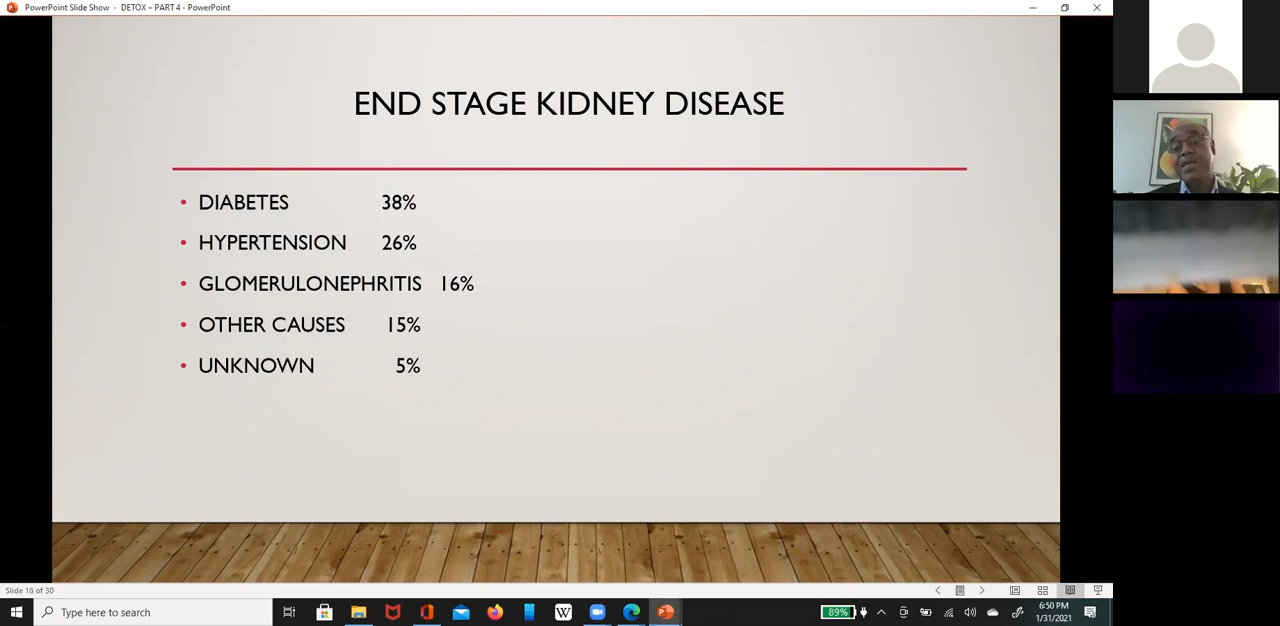 PowerPoint Slide Show - DETOX – PART 4 - PowerPoint
END STAGE KIDNEY DISEASE
• DIABETES 38%
• HYPERTENSION 26%
• GLOMERULONEPHRITIS 16%
• OTHER CAUSES 15%
• UNKNOWN 5%
Slide 18 of 30
Type here to search
W
89%
6:50 PM
1/31/2021